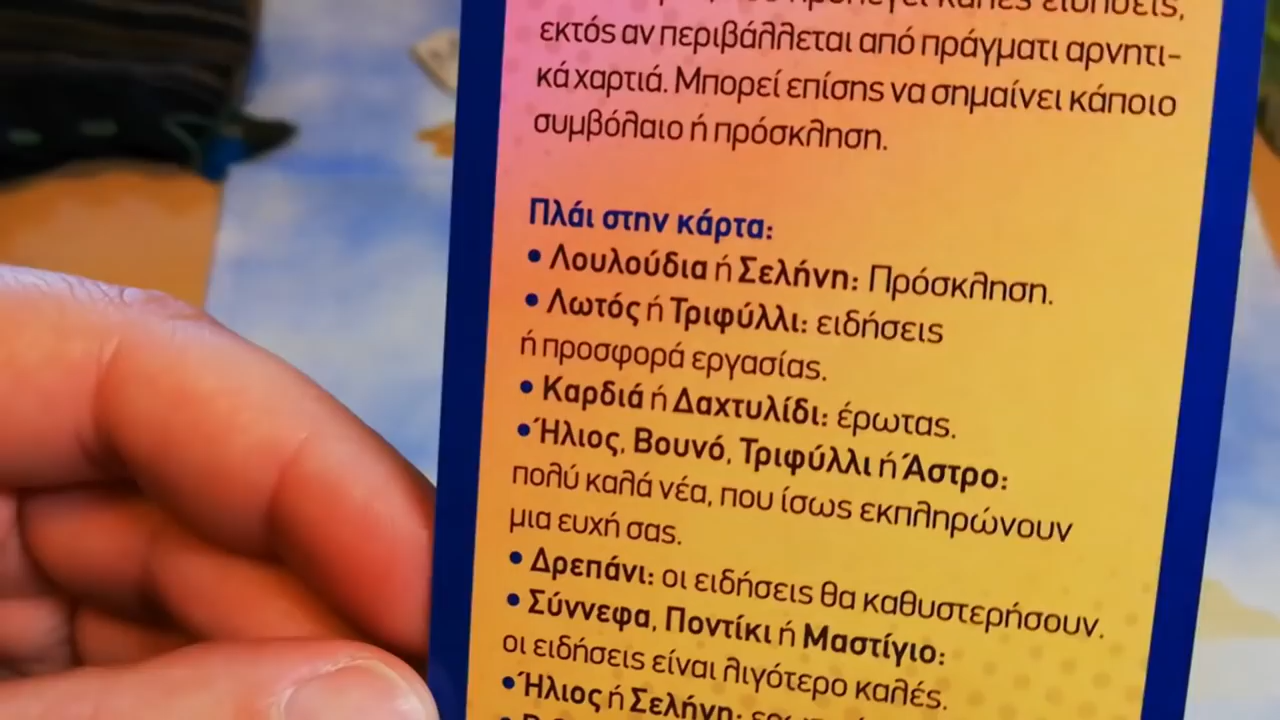 καλές ειδήσεις,
εκτός αν περιβάλλεται από πράγματι αρνητι-
κά χαρτιά. Μπορεί επίσης να σημαίνει κάποιο
συμβόλαιο ή πρόσκληση.
Πλάι στην κάρτα:
• Λουλούδια ή Σελήνη: Πρόσκληση.
• Λωτός ή Τριφύλλι: ειδήσεις
ή προσφορά εργασίας.
• Καρδιά ή Δαχτυλίδι: έρωτας.
• Ήλιος, Βουνό, Τριφύλλι ή Άστρο:
πολύ καλά νέα, που ίσως εκπληρώνουν
μια ευχή σας.
• Δρεπάνι: οι ειδήσεις θα καθυστερήσουν.
• Σύννεφα, Ποντίκι ή Μαστίγιο:
οι ειδήσεις είναι λιγότερο καλές.
• Ήλιος ή Σελήνη: